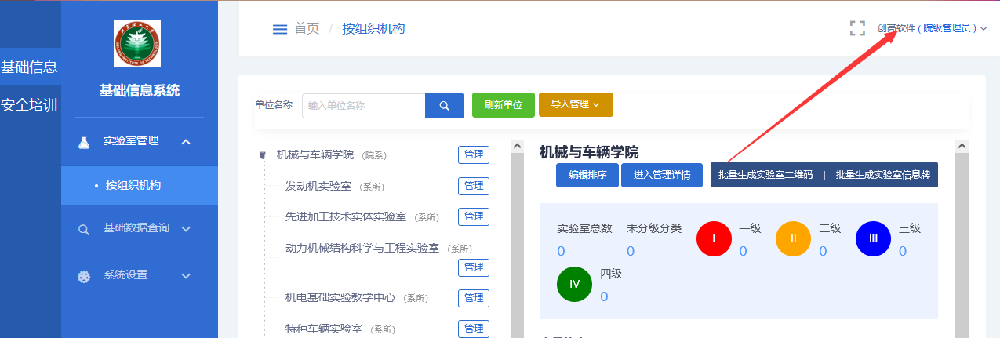 基础信息
安全培训
北京理工大学
BEIJING INSTITUTE OF TECHNOLOGY
基础信息系统
实验室管理
按组织机构
基础数据查询
系统设置
首页 / 按组织机构
创高软件 ( 院级管理员 )
单位名称 输入单位名称 刷新单位 导入管理
机械与车辆学院 (院系) 管理
发动机实验室 (系所) 管理
先进加工技术实体实验室 (系所) 管理
动力机械结构科学与工程实验室 (系所)
管理
机电基础实验教学中心 (系所) 管理
特种车辆实验室 (系所) 管理
机械与车辆学院
编辑排序 进入管理详情 批量生成实验室二维码 | 批量生成实验室信息牌
实验室总数 未分级分类 I 一级 II 二级 III 三级
0 0 0 0 0
IV 四级
0